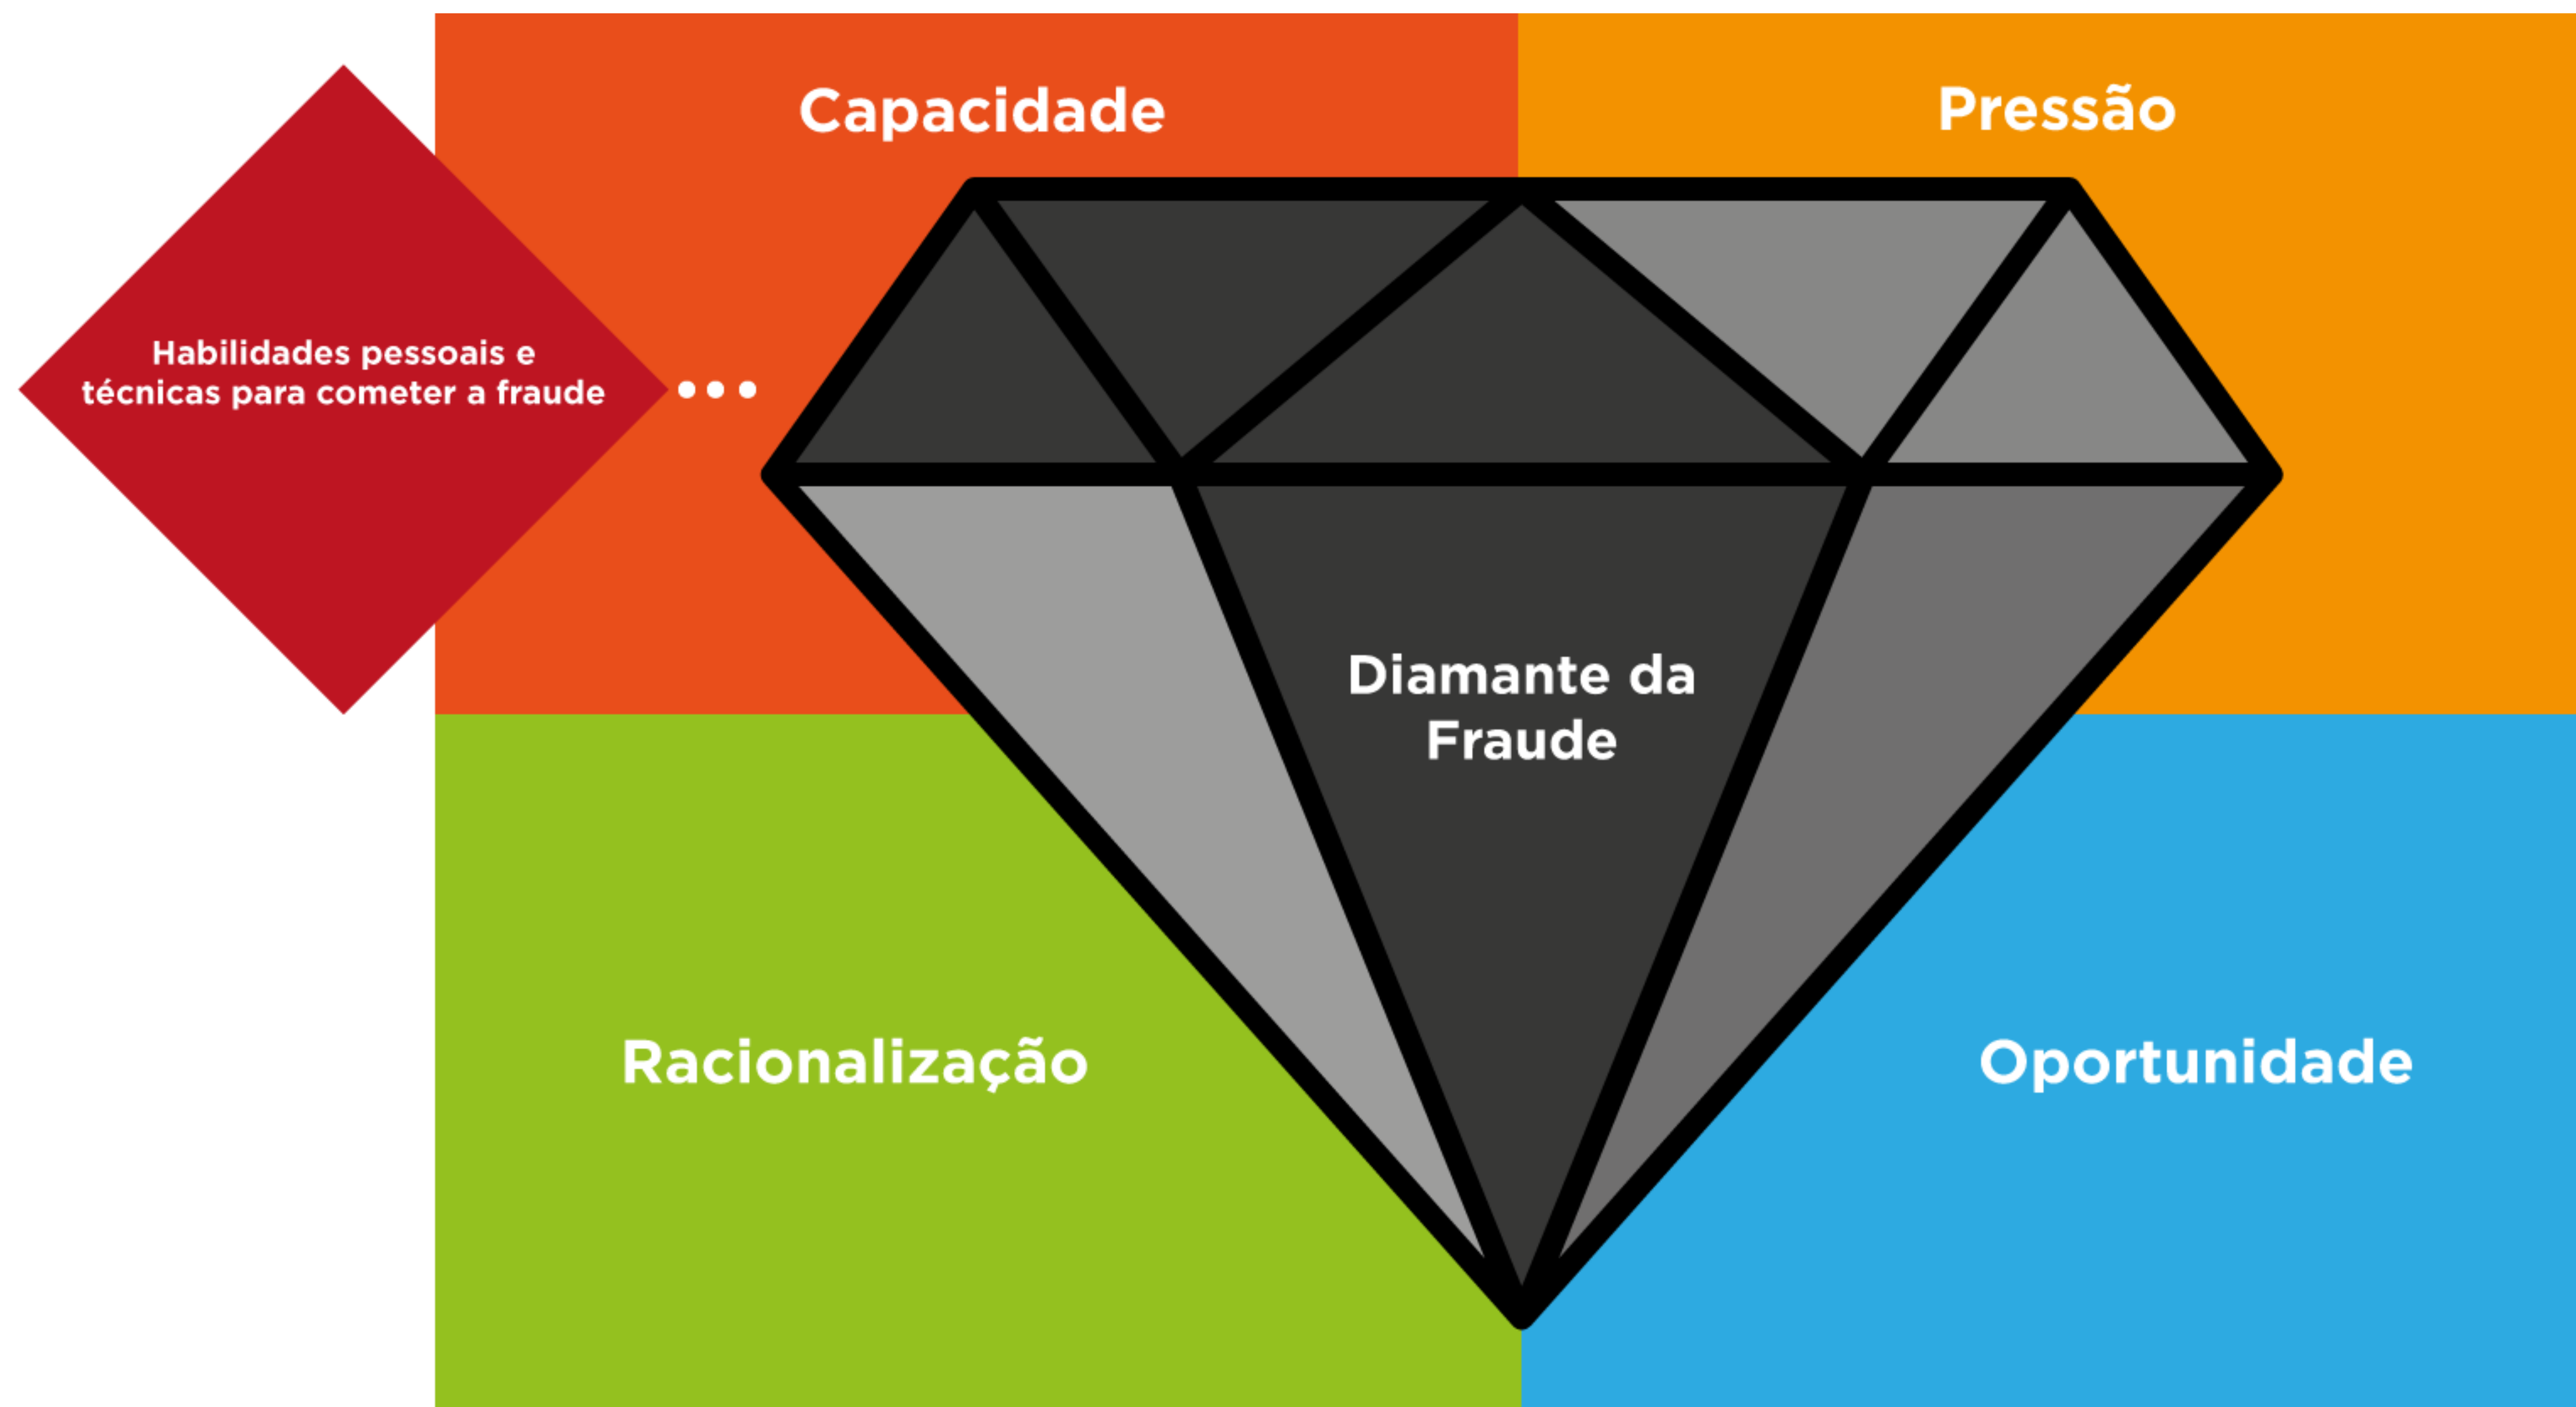 Capacidade
Pressão
Habilidades pessoais e
técnicas para cometer a fraude
Diamante da
Fraude
Racionalização
Oportunidade